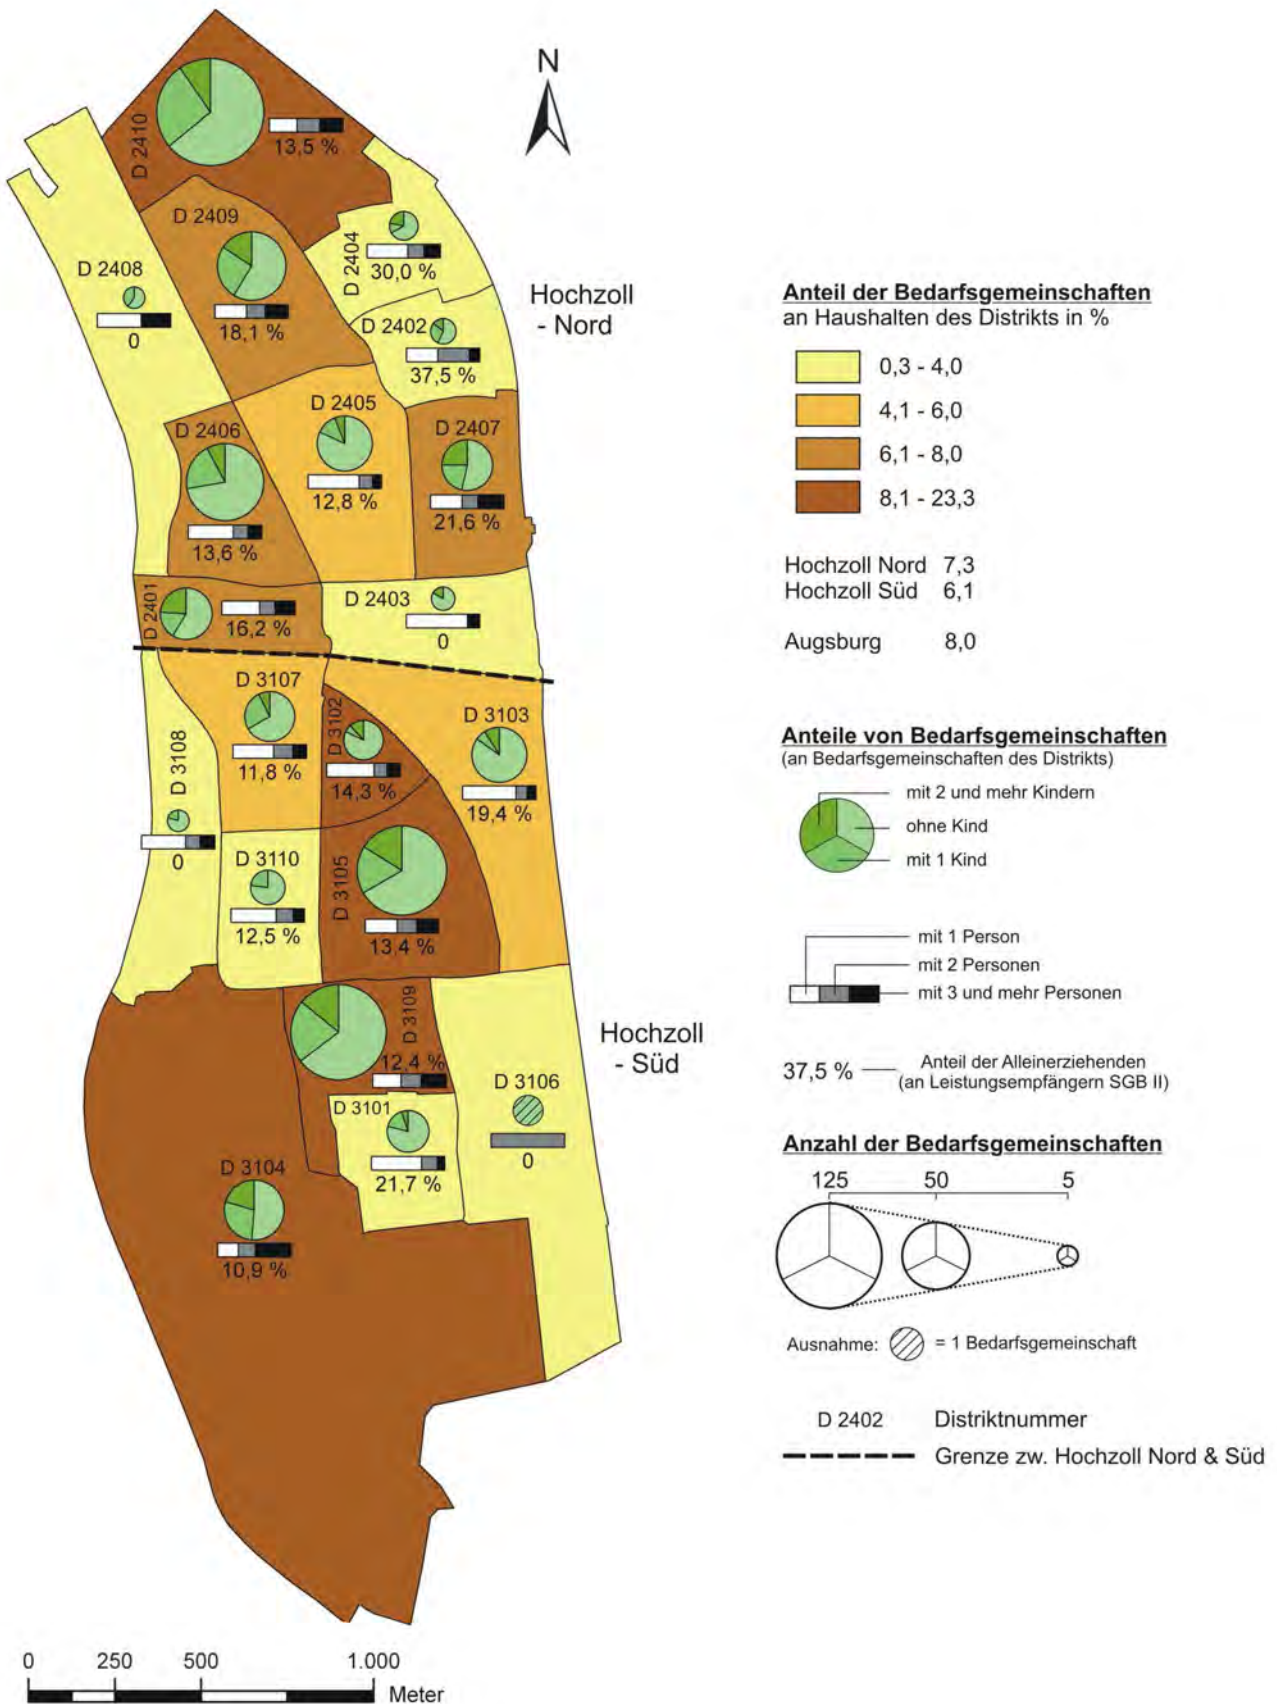 N
D 2410
13,5 %
D 2409
18,1 %
D 2404
30,0 %
D 2408
0
Hochzoll
- Nord
D 2402
37,5 %
D 2405
12,8 %
D 2406
13,6 %
D 2407
21,6 %
D 2401
16,2 %
D 2403
0
D 3107
11,8 %
D 3102
14,3 %
D 3103
19,4 %
D 3108
0
D 3110
12,5 %
D 3105
13,4 %
D 3109
12,4 %
Hochzoll
- Süd
D 3106
0
D 3101
21,7 %
D 3104
10,9 %
0 250 500 1.000
Meter
Anteil der Bedarfsgemeinschaften
an Haushalten des Distrikts in %
0,3 - 4,0
4,1 - 6,0
6,1 - 8,0
8,1 - 23,3
Hochzoll Nord 7,3
Hochzoll Süd 6,1
Augsburg 8,0
Anteile von Bedarfsgemeinschaften
(an Bedarfsgemeinschaften des Distrikts)
mit 2 und mehr Kindern
ohne Kind
mit 1 Kind
mit 1 Person
mit 2 Personen
mit 3 und mehr Personen
37,5 %
Anteil der Alleinerziehenden
(an Leistungsempfängern SGB II)
Anzahl der Bedarfsgemeinschaften
125 50 5
Ausnahme: = 1 Bedarfsgemeinschaft
D 2402 Distriktnummer
Grenze zw. Hochzoll Nord & Süd